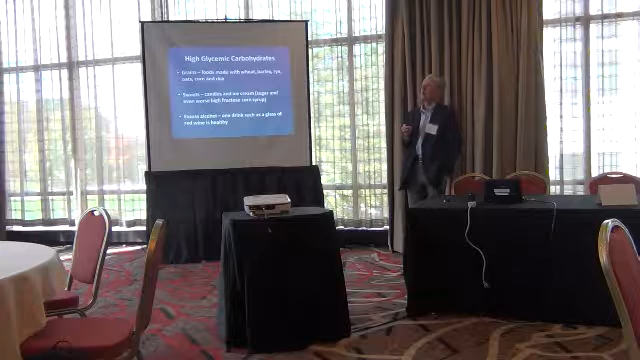 High Glycemic Carbohydrates
• Grains – foods made with wheat, barley, rye,
oats, corn and rice
• Sweets – candies and ice cream (sugar and
even worse high fructose corn syrup)
• Excess alcohol – one drink such as a glass of
red wine is healthy